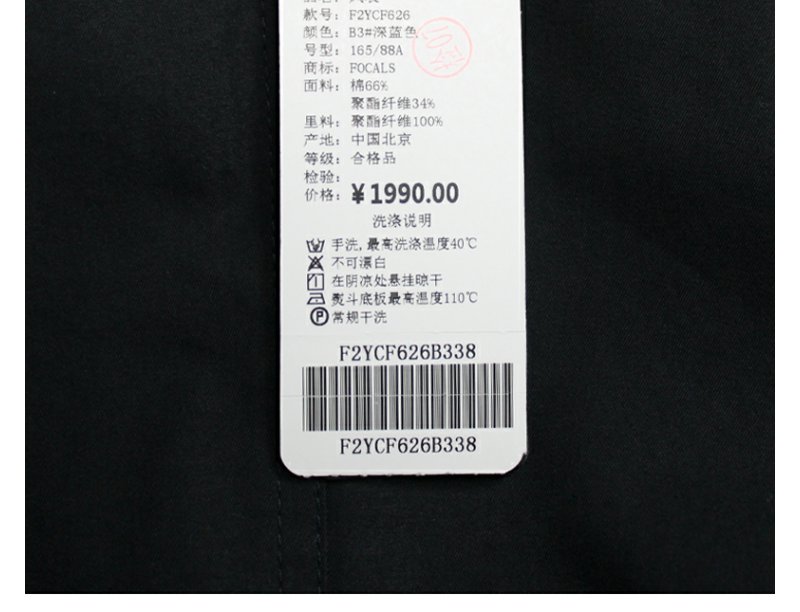 款号：F2YCF626
颜色：B3#深蓝色
号型：165/88A
商标：FOCALS
面料：棉66%
聚酯纤维34%
里料：聚酯纤维100%
产地：中国北京
等级：合格品
检验：
价格：￥1990.00
洗涤说明
手洗,最高洗涤温度40℃
不可漂白
在阴凉处悬挂晾干
熨斗底板最高温度110℃
P 常规干洗
F2YCF626B338
F2YCF626B338